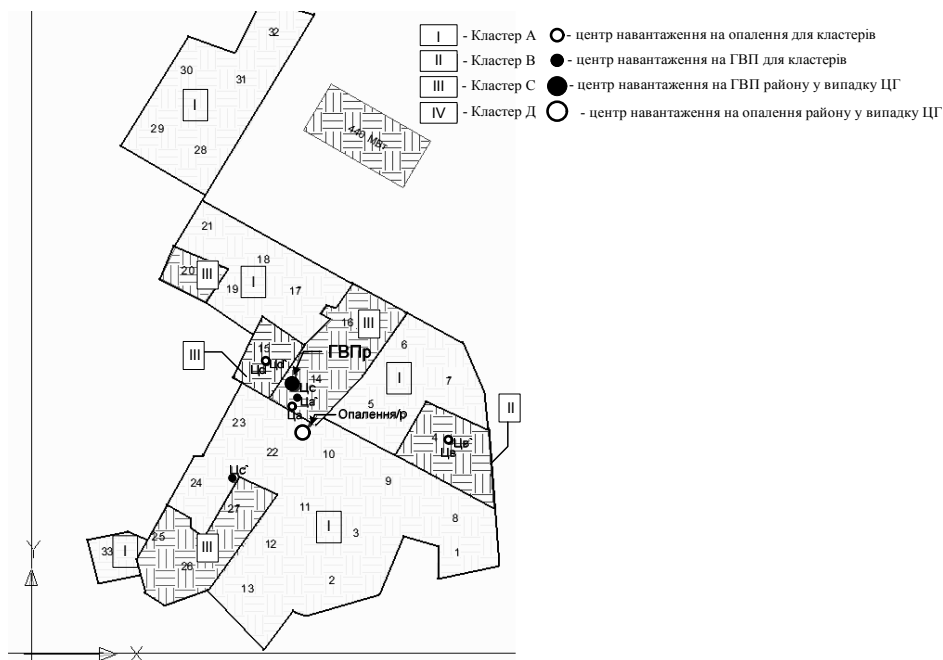 32
I - Кластер А - центр навантаження на опалення для кластерів
II - Кластер В - центр навантаження на ГВП для кластерів
30
31
I
III - Кластер С - центр навантаження на ГВП району у випадку ЦГ
IV - Кластер Д - центр навантаження на опалення району у випадку ЦГ
29
440 МВт
28
21
18
20 III
19 I 17
16 III
6
III 15
ГВПр
14
I 7
Цс
Ца`
Ца
5
Опалення/р
II
23
4
Цв
22
10
Цс`
24
9
27
11
I
8
3
25
12
33 I
III
1
26
2
13
Y
X